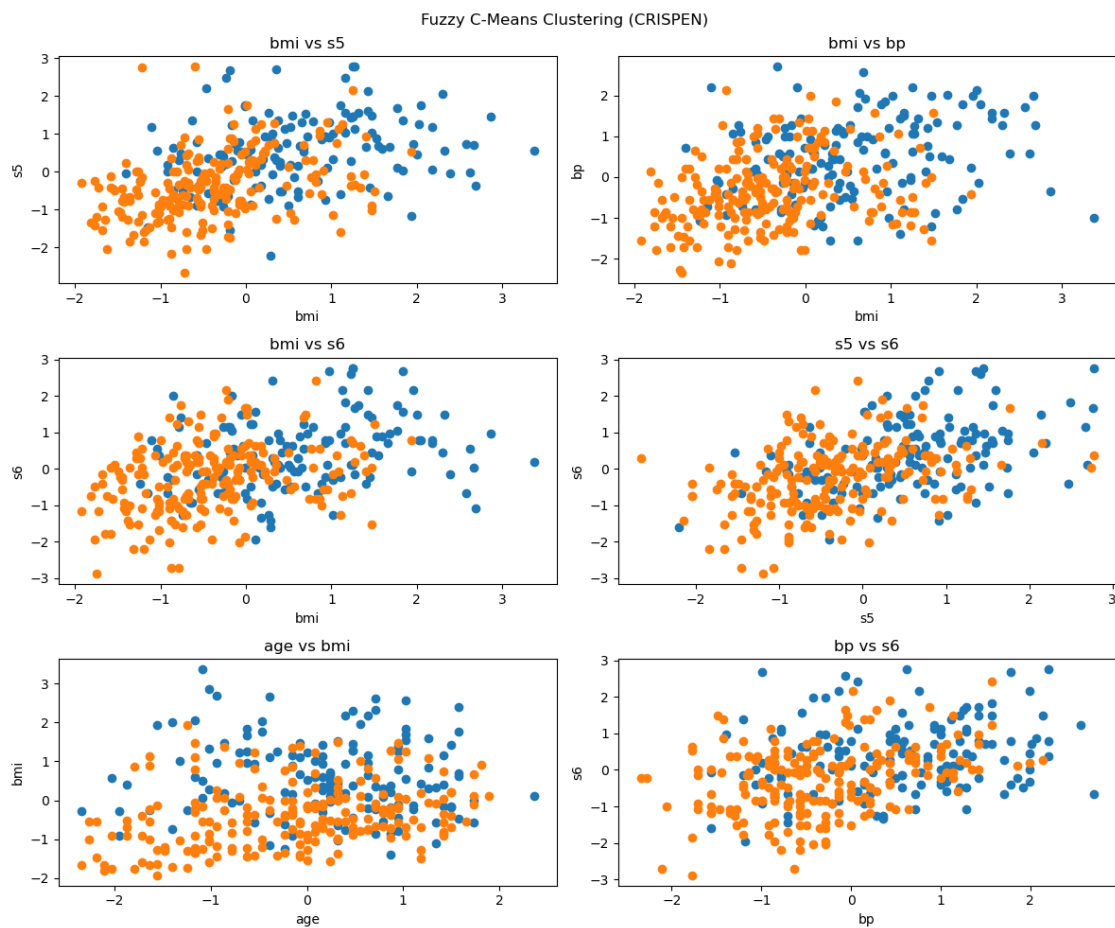 Fuzzy C-Means Clustering (CRISPEN)
bmi vs s5
3
2
1
0
−1
−2
s5
−2 −1 0 1 2 3
bmi
bmi vs bp
2
1
0
−1
−2
bp
−2 −1 0 1 2 3
bmi
bmi vs s6
3
2
1
0
−1
−2
−3
s6
−2 −1 0 1 2 3
bmi
s5 vs s6
3
2
1
0
−1
−2
−3
s6
−2 −1 0 1 2 3
s5
age vs bmi
3
2
1
0
−1
−2
bmi
−2 −1 0 1 2
age
bp vs s6
3
2
1
0
−1
−2
−3
s6
−2 −1 0 1 2
bp